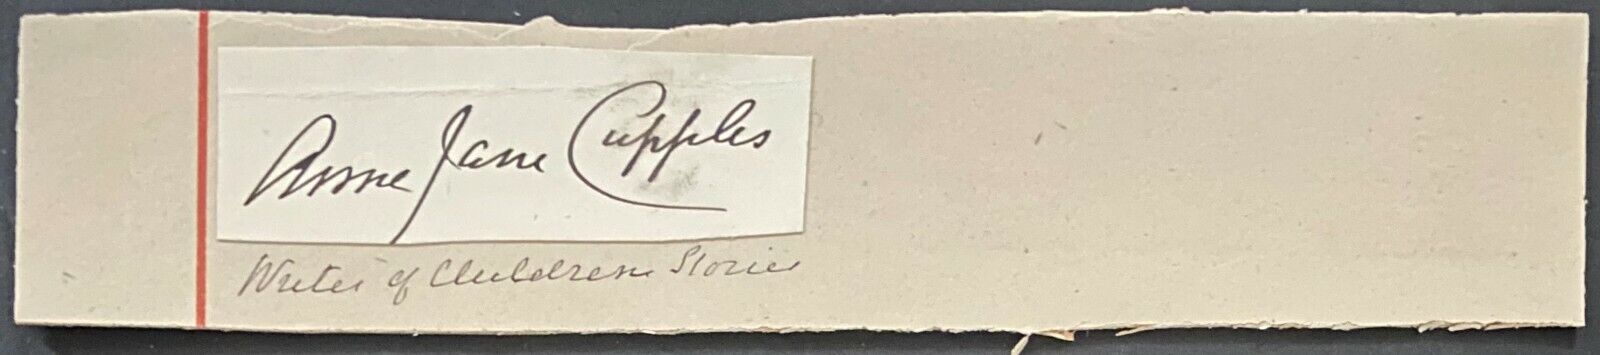 Anne Jane Cupples
Writer of Childrens Stories